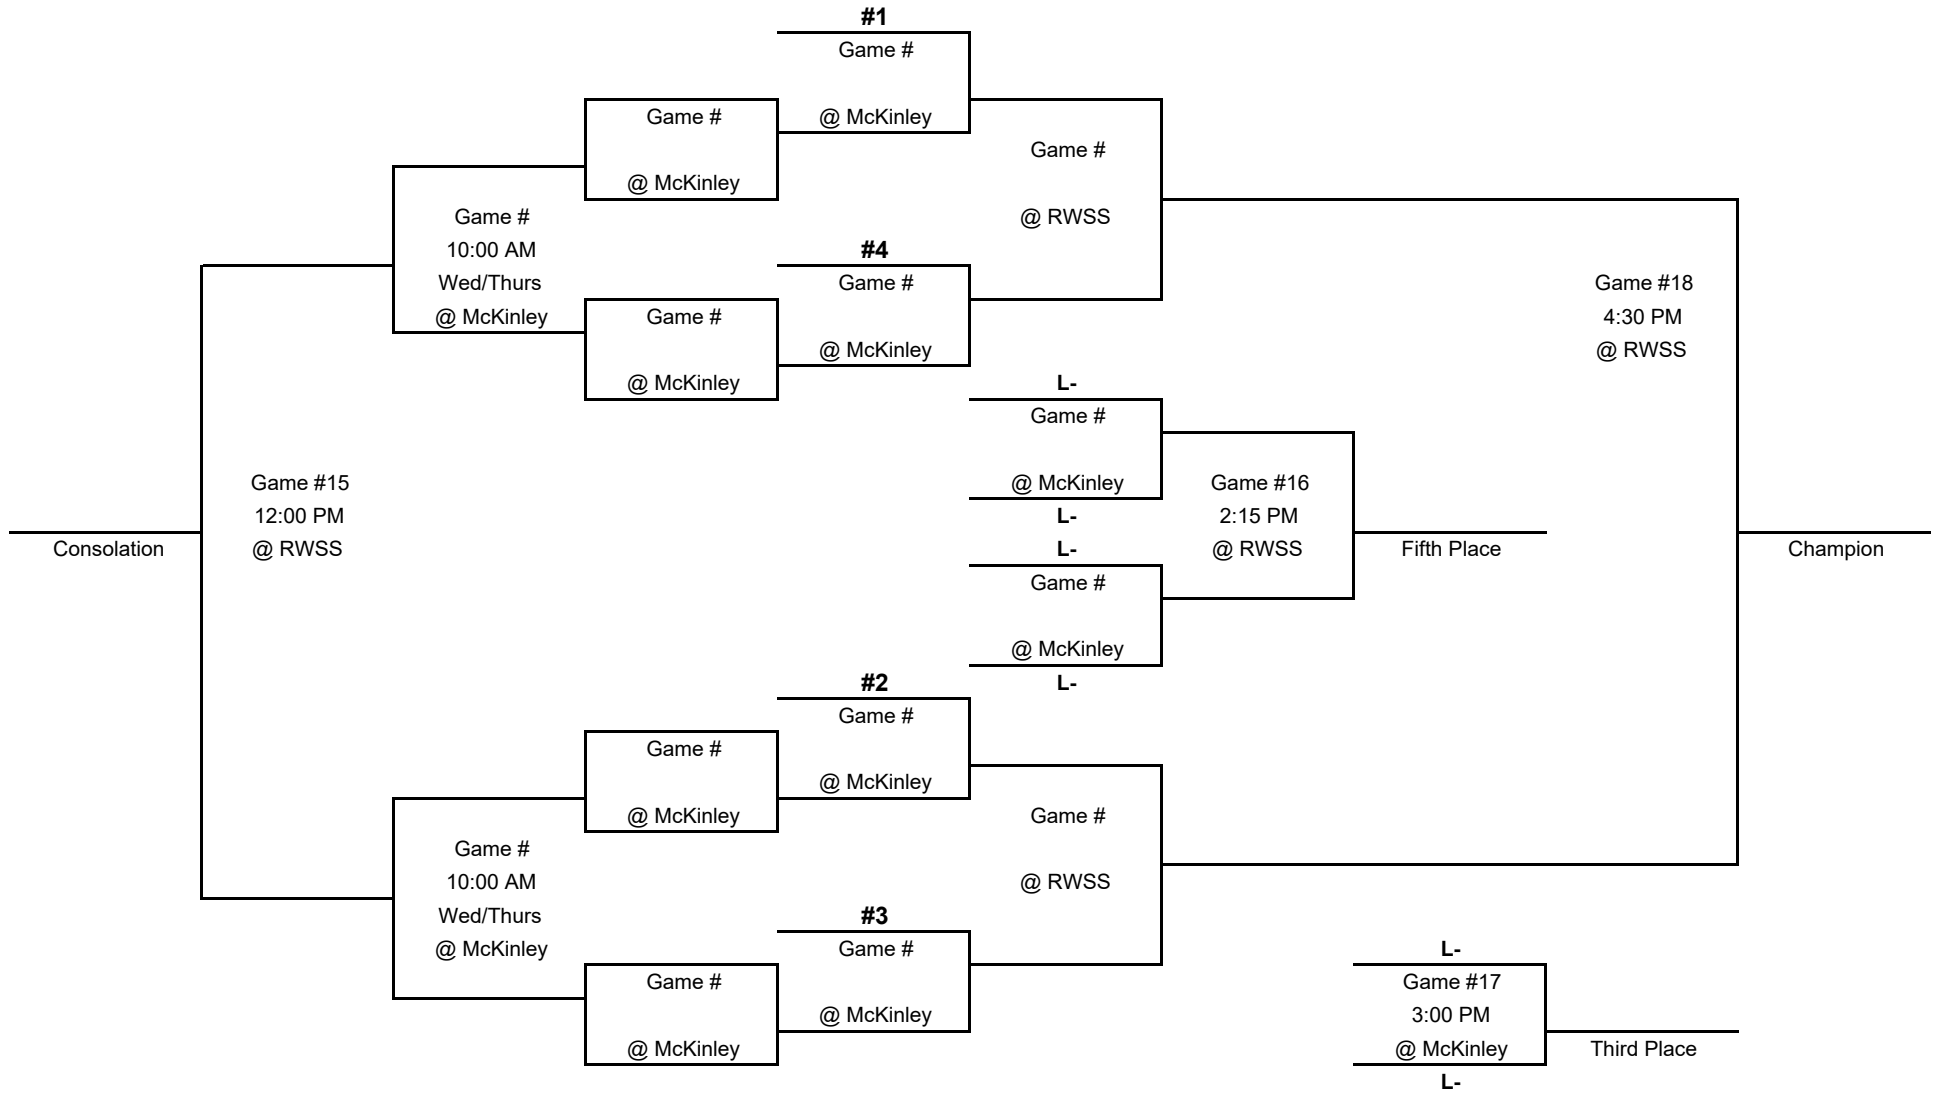 #1
Game #
@ McKinley
Game #
@ McKinley
Game #
@ RWSS
Game #
10:00 AM
Wed/Thurs
@ McKinley
#4
Game #
@ McKinley
Game #
@ McKinley
Game #18
4:30 PM
@ RWSS
L-
Game #
@ McKinley
L-
Game #15
12:00 PM
@ RWSS
Consolation
Game #16
2:15 PM
@ RWSS
Fifth Place
Champion
L-
Game #
@ McKinley
L-
#2
Game #
@ McKinley
Game #
@ McKinley
Game #
@ RWSS
Game #
10:00 AM
Wed/Thurs
@ McKinley
#3
Game #
@ McKinley
Game #
@ McKinley
L-
Game #17
3:00 PM
@ McKinley
L-
Third Place